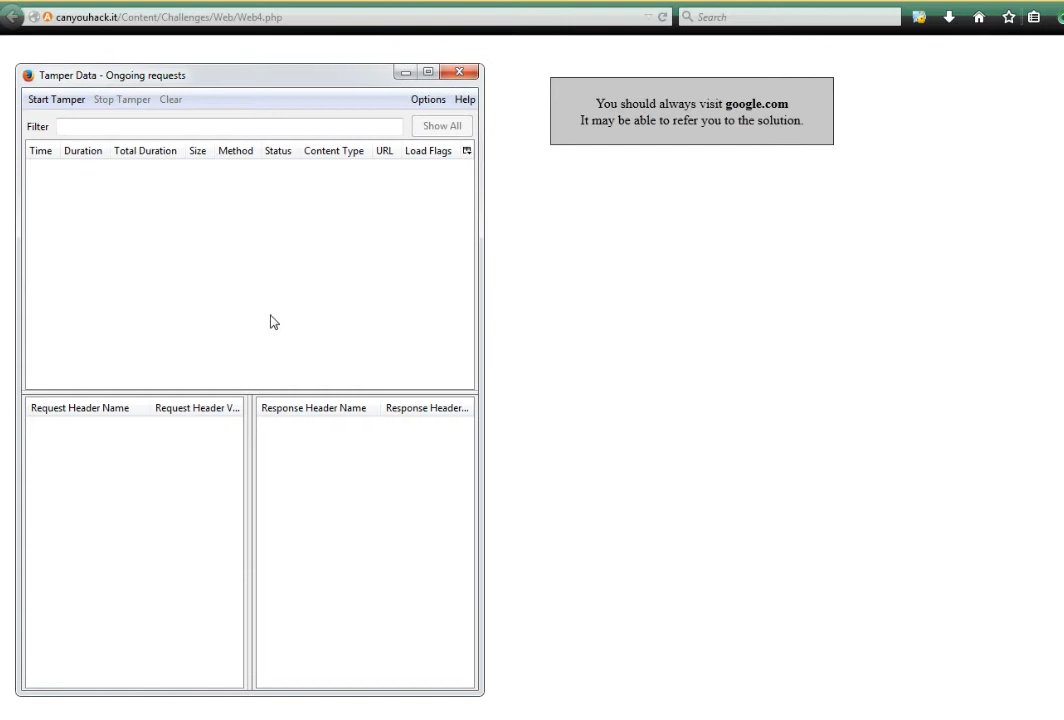 canyouhack.it/Content/Challenges/Web/Web4.php
Search
Tamper Data - Ongoing requests
Start Tamper Stop Tamper Clear Options Help
Filter Show All
Time Duration Total Duration Size Method Status Content Type URL Load Flags
Request Header Name Request Header V... Response Header Name Response Header...
You should always visit google.com
It may be able to refer you to the solution.